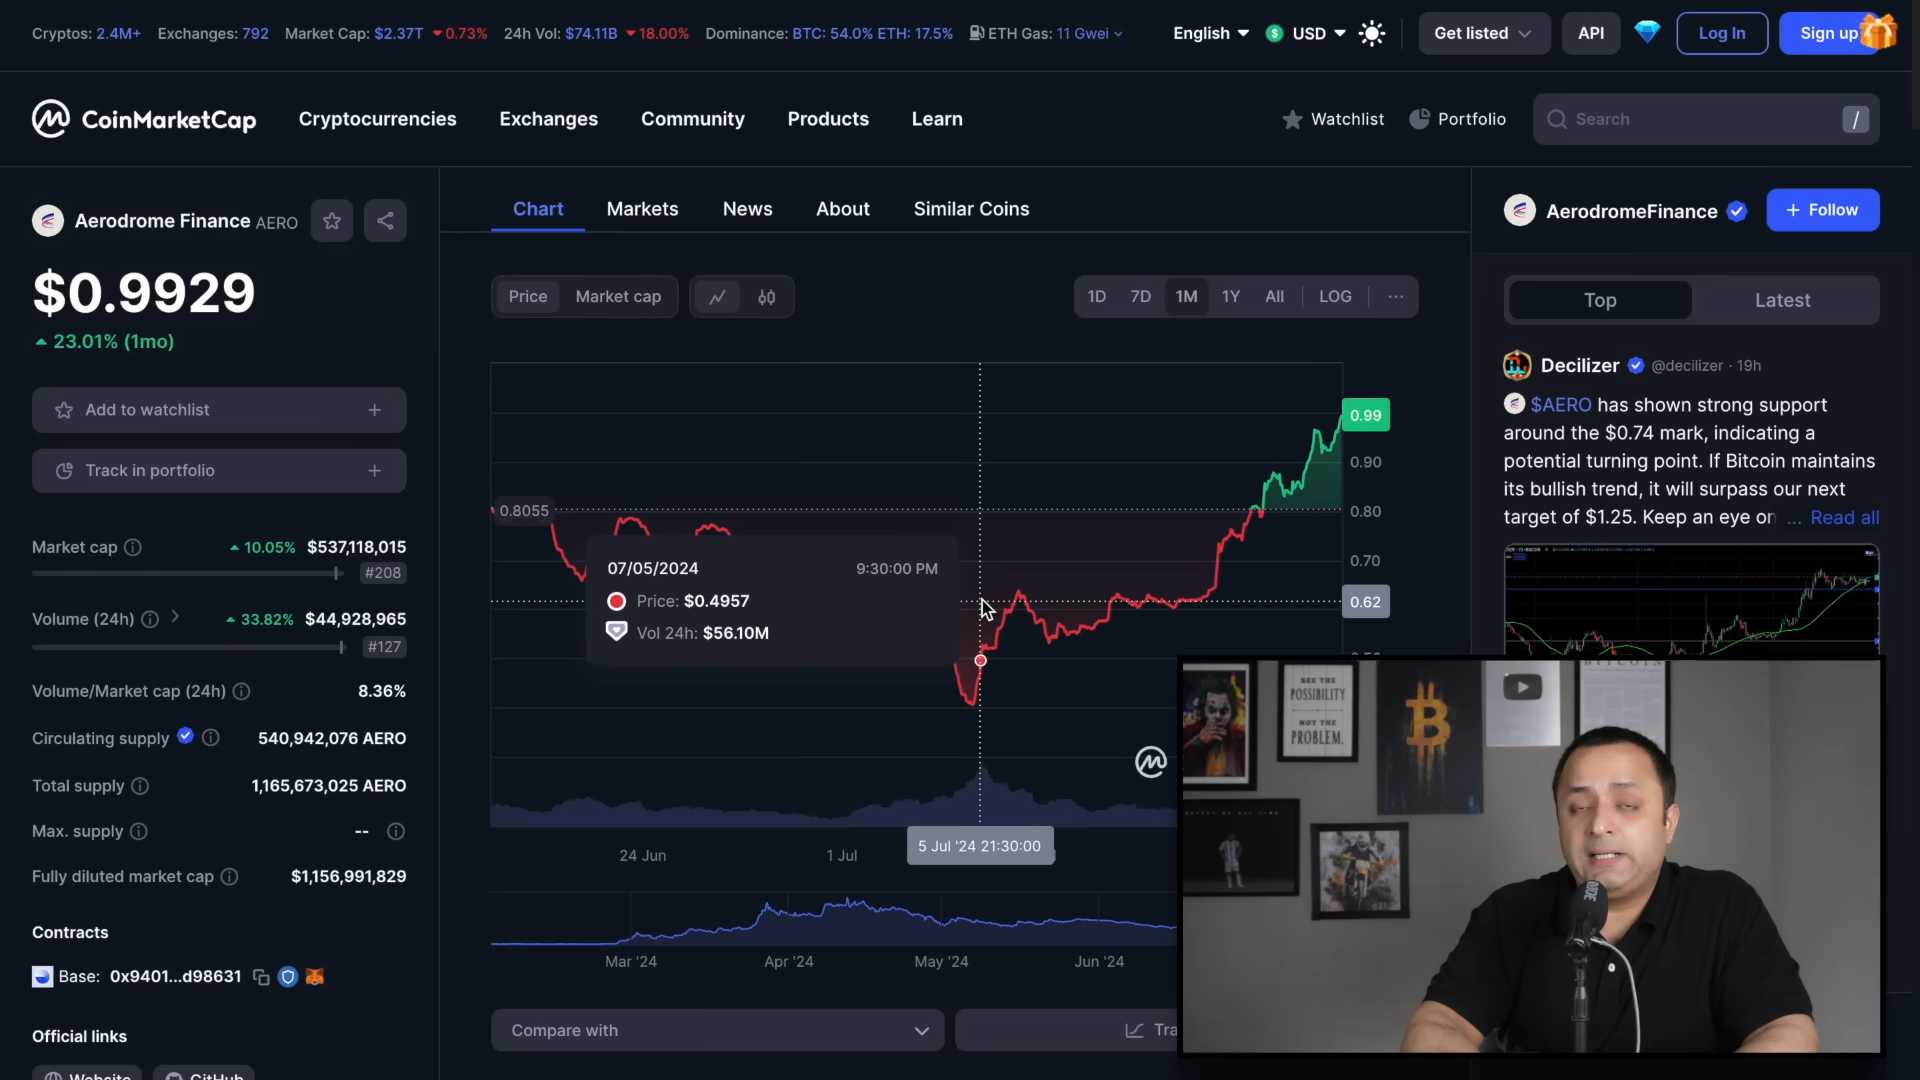 Cryptos: 2.4M+ Exchanges: 792 Market Cap: $2.37T 0.73% 24h Vol: $74.11B 18.00% Dominance: BTC: 54.0% ETH: 17.5% ETH Gas: 11 Gwei
English USD Get listed API Log In Sign up
CoinMarketCap Cryptocurrencies Exchanges Community Products Learn Watchlist Portfolio Search /
Aerodrome Finance AERO
$0.9929
23.01% (1mo)
Add to watchlist +
Track in portfolio +
Market cap 10.05% $537,118,015
#208
Volume (24h) 33.82% $44,928,965
#127
Volume/Market cap (24h) 8.36%
Circulating supply 540,942,076 AERO
Total supply 1,165,673,025 AERO
Max. supply --
Fully diluted market cap $1,156,991,829
Contracts
Base: 0x9401...d98631
Official links
Website GitHub
Chart Markets News About Similar Coins
Price Market cap 1D 7D 1M 1Y All LOG ...
0.99
0.90
0.8055
0.80
0.70
0.62
07/05/2024 9:30:00 PM
Price: $0.4957
Vol 24h: $56.10M
24 Jun 1 Jul 5 Jul '24 21:30:00
Mar '24 Apr '24 May '24 Jun '24
Compare with
Tra
AerodromeFinance + Follow
Top Latest
Decilizer @decilizer · 19h
$AERO has shown strong support
around the $0.74 mark, indicating a
potential turning point. If Bitcoin maintains
its bullish trend, it will surpass our next
target of $1.25. Keep an eye on ... Read all
SEE THE
POSSIBILITY
NOT THE
PROBLEM.
BITCOIN
RODE